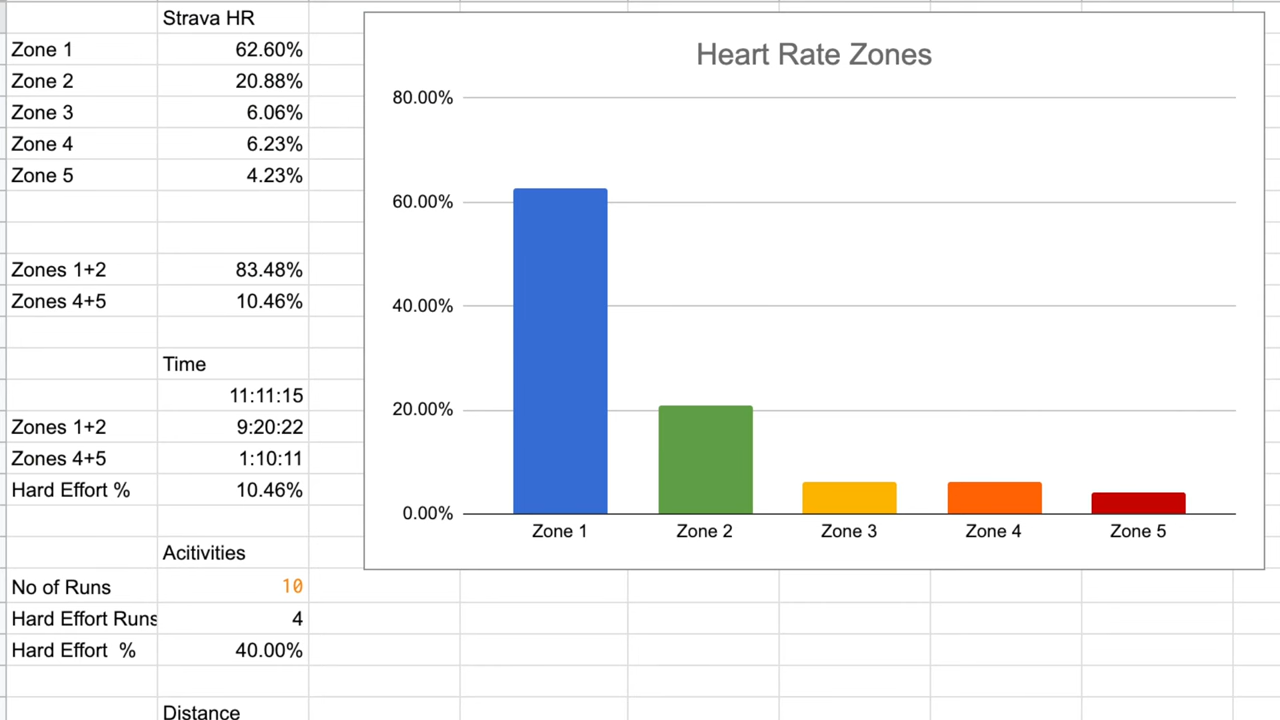 Strava HR
Zone 1 62.60%
Zone 2 20.88%
Zone 3 6.06%
Zone 4 6.23%
Zone 5 4.23%
Zones 1+2 83.48%
Zones 4+5 10.46%
Time
11:11:15
Zones 1+2 9:20:22
Zones 4+5 1:10:11
Hard Effort % 10.46%
Acitivities
No of Runs 10
Hard Effort Runs 4
Hard Effort % 40.00%
Distance
Heart Rate Zones
80.00%
60.00%
40.00%
20.00%
0.00%
Zone 1 Zone 2 Zone 3 Zone 4 Zone 5